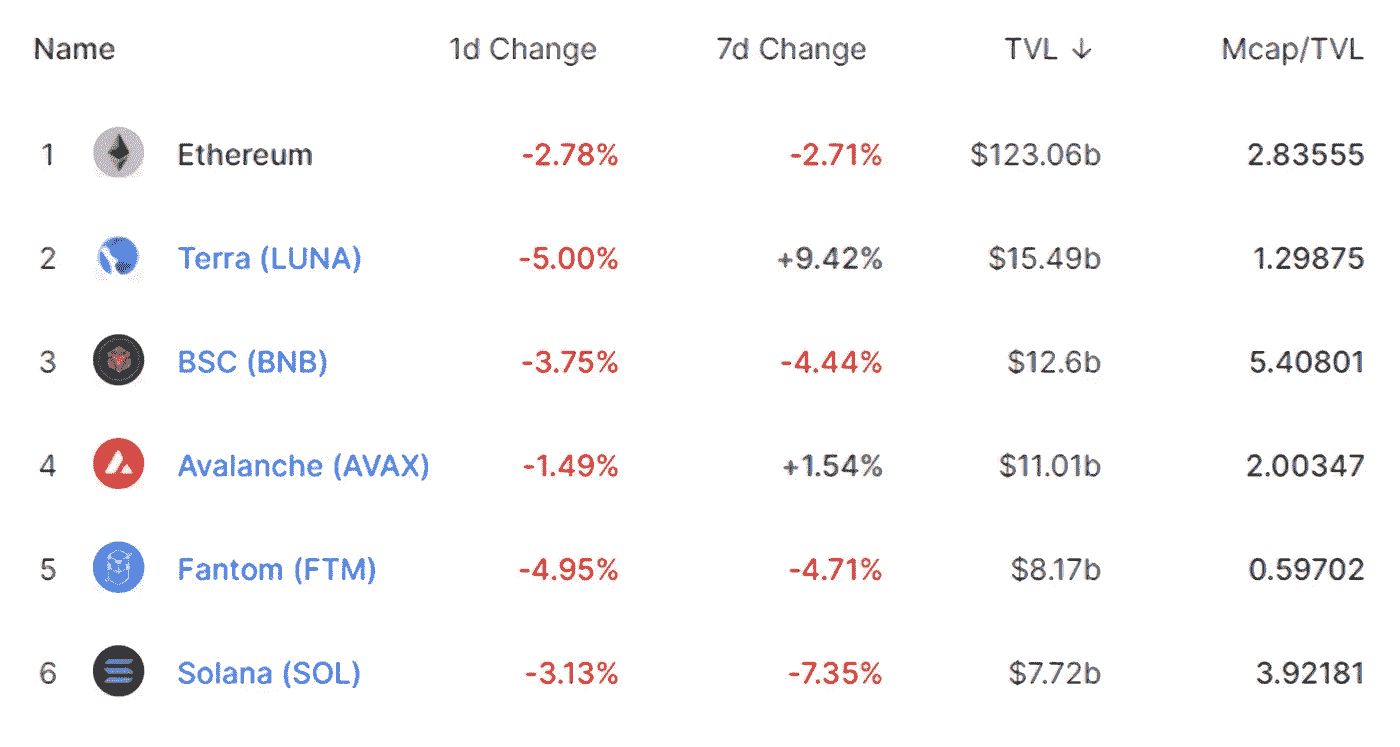 Name 1d Change 7d Change TVL ↓ Mcap/TVL
1 Ethereum -2.78% -2.71% $123.06b 2.83555
2 Terra (LUNA) -5.00% +9.42% $15.49b 1.29875
3 BSC (BNB) -3.75% -4.44% $12.6b 5.40801
4 Avalanche (AVAX) -1.49% +1.54% $11.01b 2.00347
5 Fantom (FTM) -4.95% -4.71% $8.17b 0.59702
6 Solana (SOL) -3.13% -7.35% $7.72b 3.92181